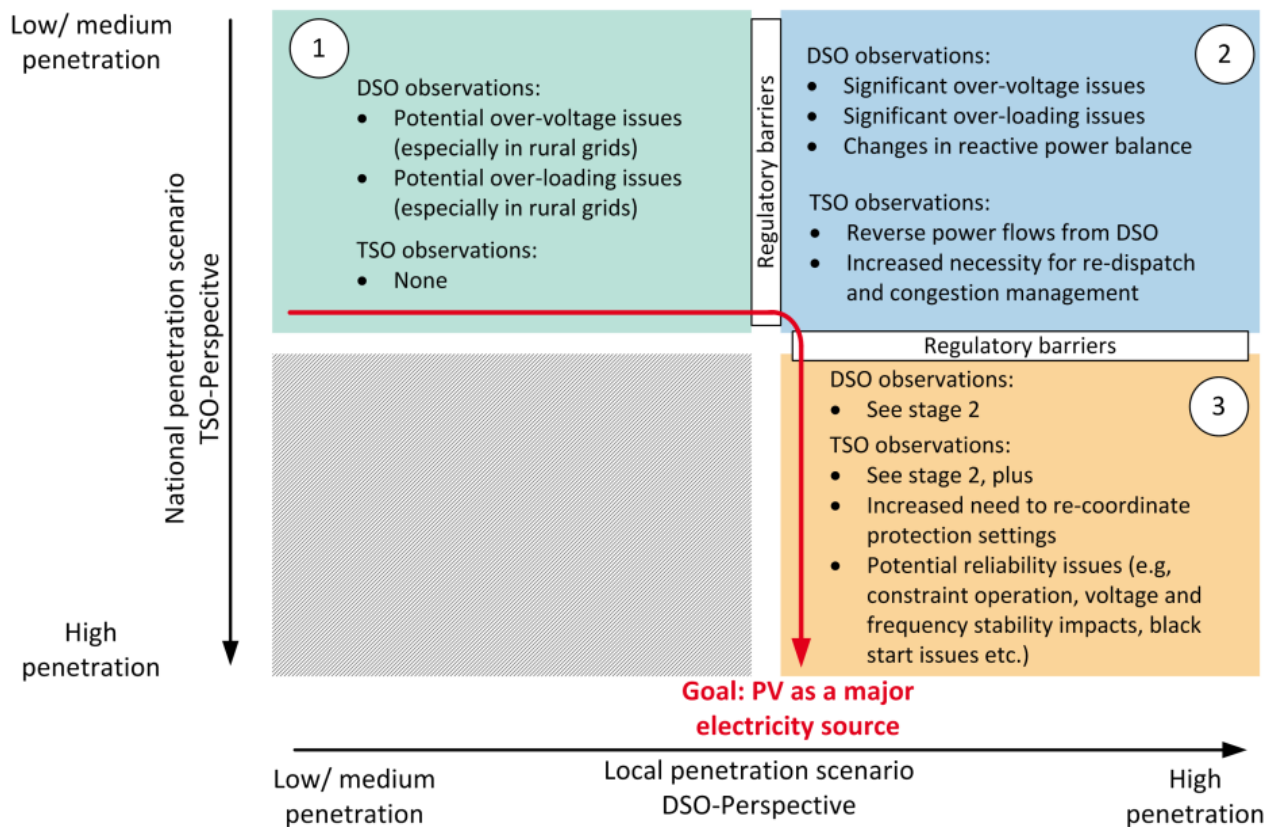 Low/ medium
penetration
National penetration scenario
TSO-Perspecitve
High
penetration
1
DSO observations:
• Potential over-voltage issues
(especially in rural grids)
• Potential over-loading issues
(especially in rural grids)
TSO observations:
• None
Regulatory barriers
2
DSO observations:
• Significant over-voltage issues
• Significant over-loading issues
• Changes in reactive power balance
TSO observations:
• Reverse power flows from DSO
• Increased necessity for re-dispatch
and congestion management
Regulatory barriers
3
DSO observations:
• See stage 2
TSO observations:
• See stage 2, plus
• Increased need to re-coordinate
protection settings
• Potential reliability issues (e.g,
constraint operation, voltage and
frequency stability impacts, black
start issues etc.)
Goal: PV as a major
electricity source
Low/ medium
penetration
Local penetration scenario
DSO-Perspective
High
penetration